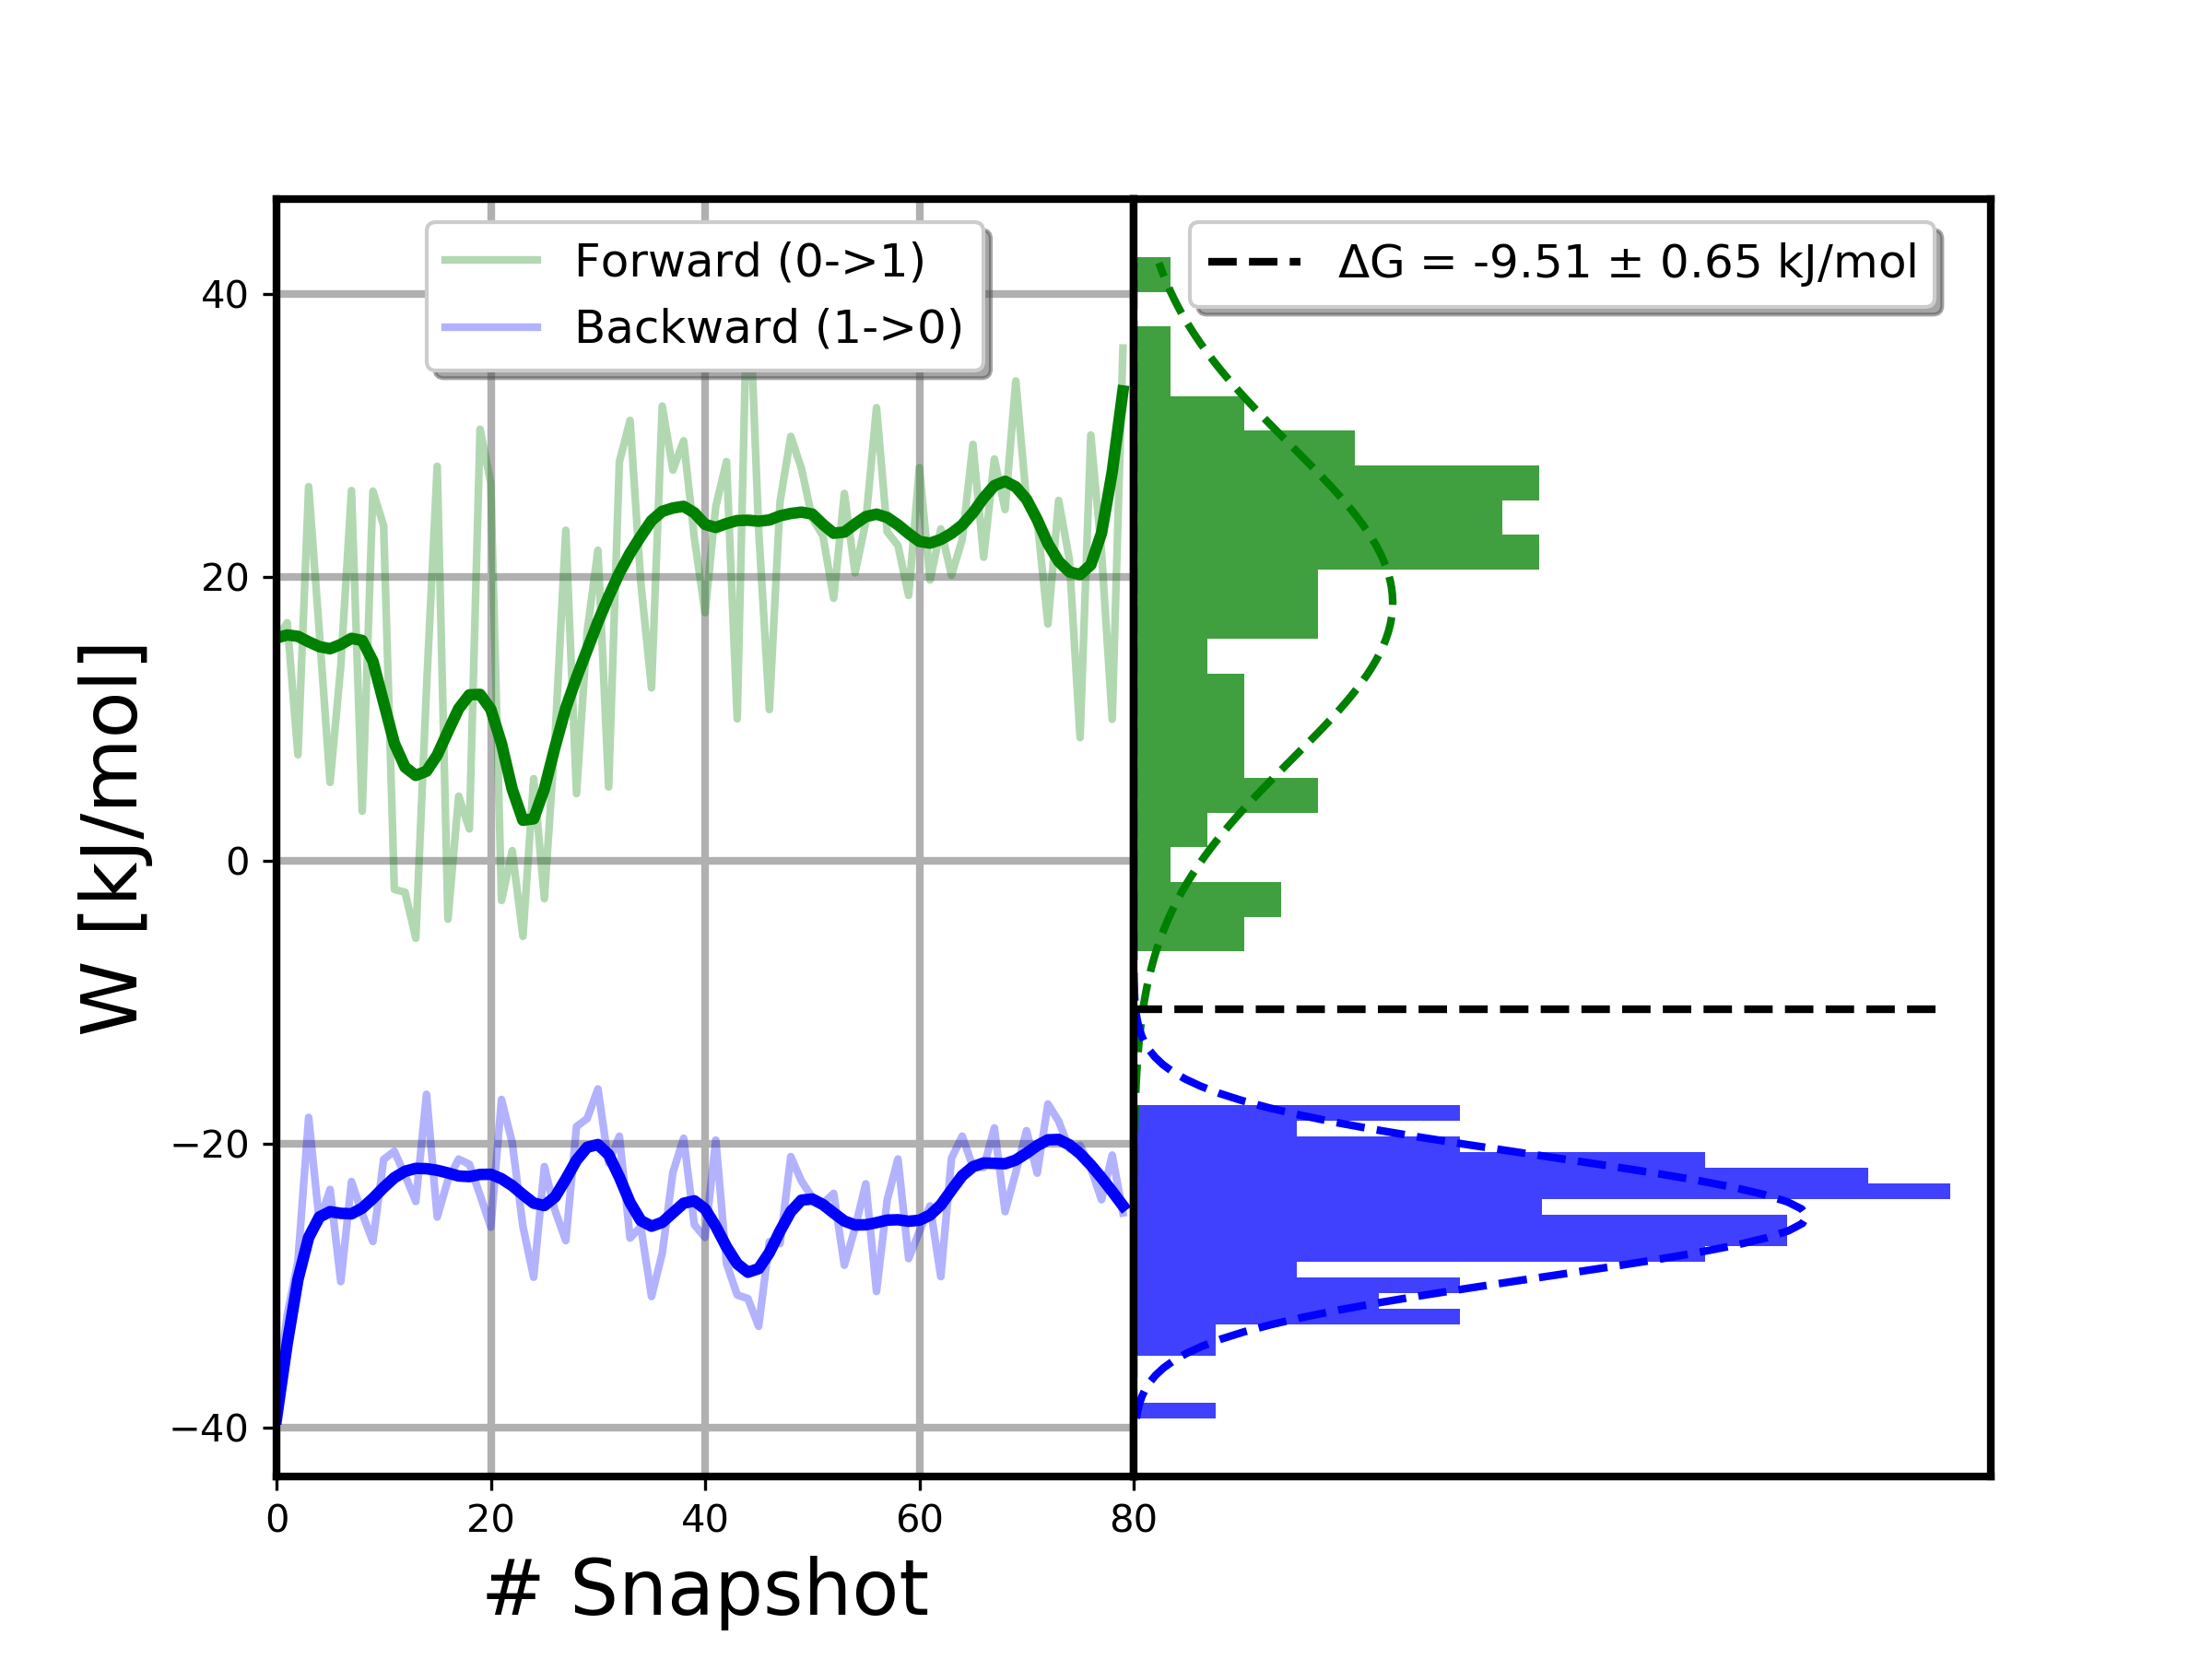 Forward (0->1)
Backward (1->0)
ΔG = -9.51 ± 0.65 kJ/mol
40
20
0
−20
−40
W [kJ/mol]
0 20 40 60 80
# Snapshot